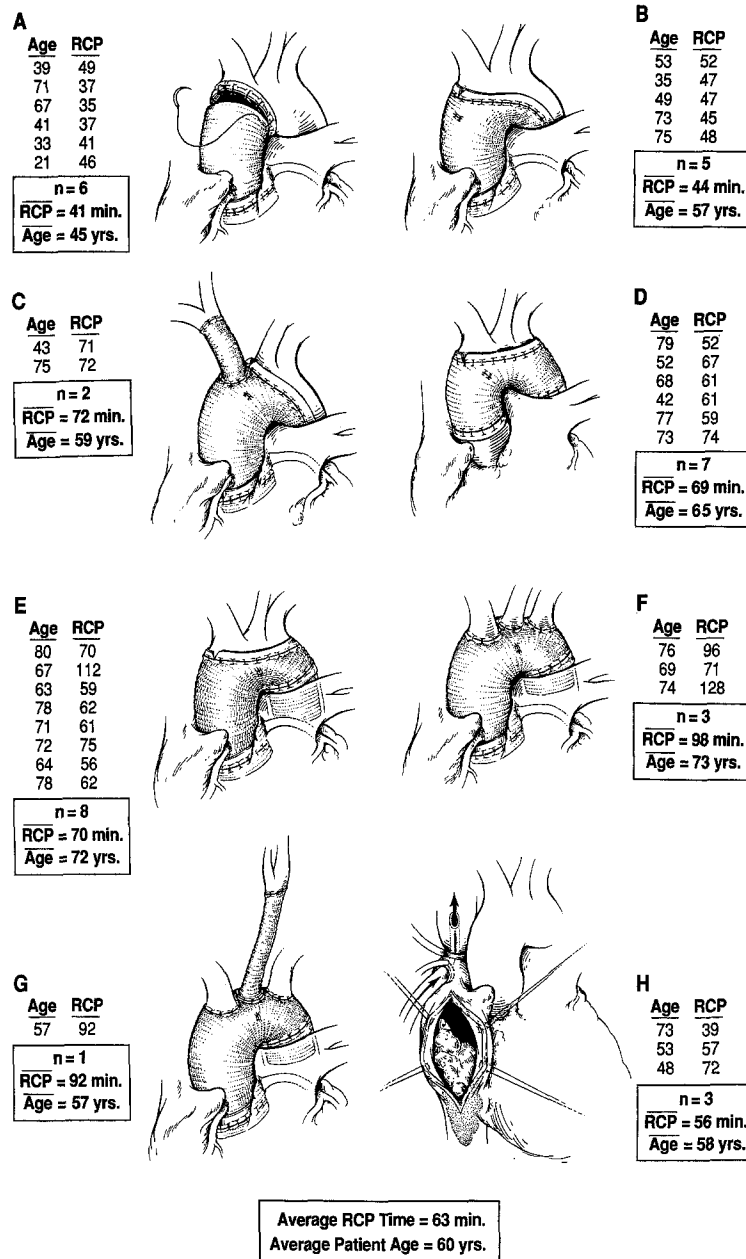 A
Age RCP
39 49
71 37
67 35
41 37
33 41
21 46
n = 6
RCP = 41 min.
Age = 45 yrs.
B
Age RCP
53 52
35 47
49 47
73 45
75 48
n = 5
RCP = 44 min.
Age = 57 yrs.
C
Age RCP
43 71
75 72
n = 2
RCP = 72 min.
Age = 59 yrs.
D
Age RCP
79 52
52 67
68 61
42 61
77 59
73 74
n = 7
RCP = 69 min.
Age = 65 yrs.
E
Age RCP
80 70
67 112
63 59
78 62
71 61
72 75
64 56
78 62
n = 8
RCP = 70 min.
Age = 72 yrs.
F
Age RCP
76 96
69 71
74 128
n = 3
RCP = 98 min.
Age = 73 yrs.
G
Age RCP
57 92
n = 1
RCP = 92 min.
Age = 57 yrs.
H
Age RCP
73 39
53 57
48 72
n = 3
RCP = 56 min.
Age = 58 yrs.
Average RCP Time = 63 min.
Average Patient Age = 60 yrs.